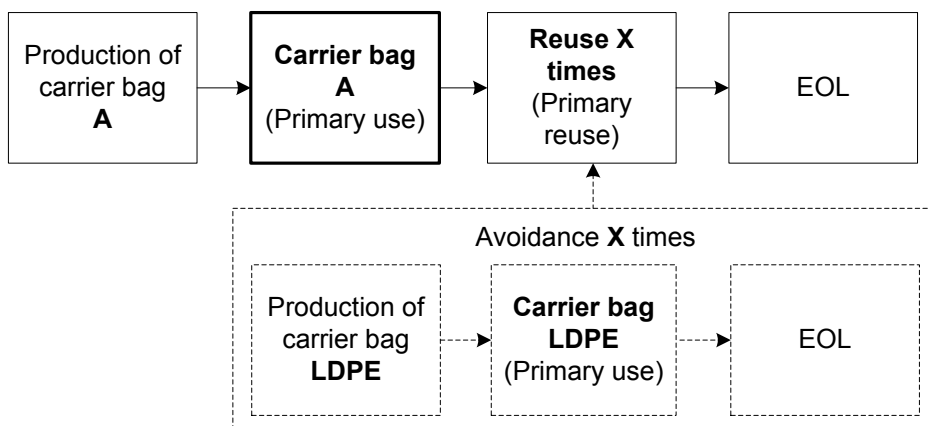 Production of
carrier bag
A
Carrier bag
A
(Primary use)
Reuse X
times
(Primary
reuse)
EOL
Avoidance X times
Production of
carrier bag
LDPE
Carrier bag
LDPE
(Primary use)
EOL